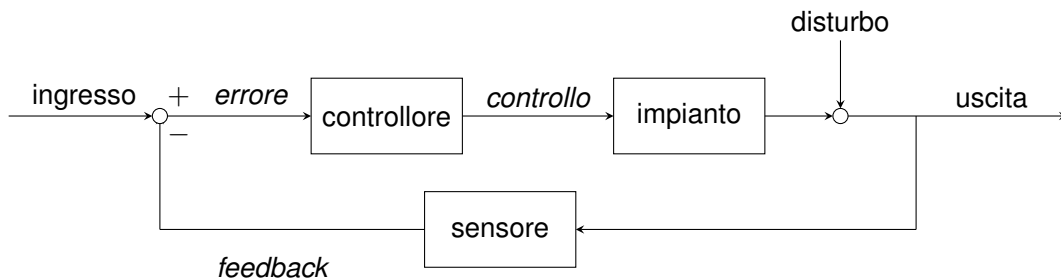 disturbo
ingresso
+
errore
controllore
controllo
impianto
uscita
−
sensore
feedback